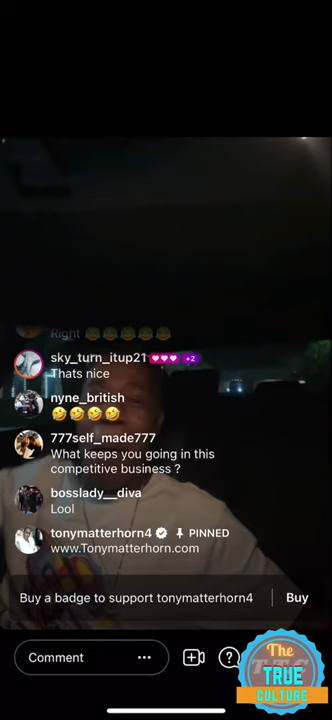 Right 😂😂😂😂😂
sky_turn_itup21 +2
Thats nice
nyne_british
🤣🤣🤣🤣
777self_made777
What keeps you going in this
competitive business ?
bosslady__diva
Lool
tonymatterhorn4 PINNED
www.Tonymatterhorn.com
Buy a badge to support tonymatterhorn4 Buy
Comment
The
TRUE
CULTURE